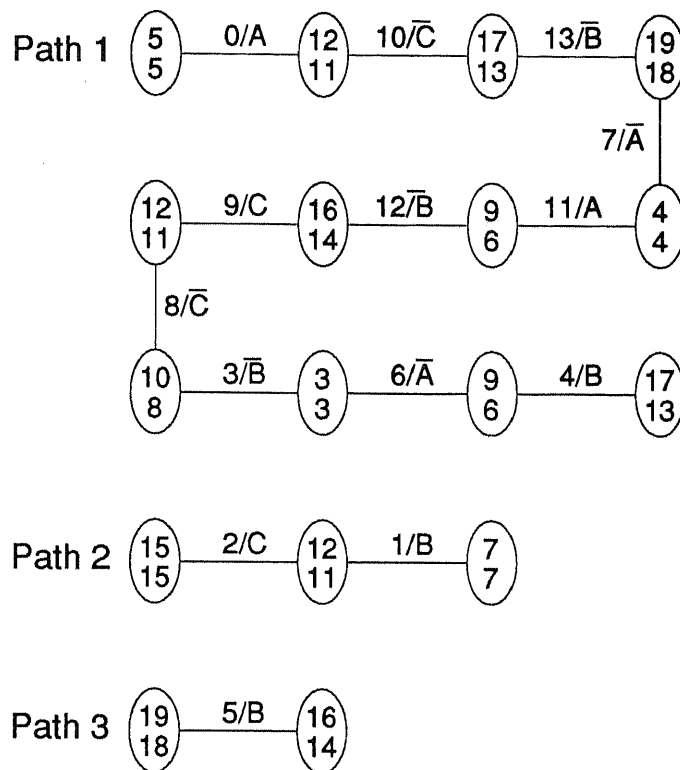 Path 1 5 5 0/A 12 11 10/C̅ 17 13 13/B̅ 19 18
7/A̅
12 11 9/C 16 14 12/B̅ 9 6 11/A 4 4
8/C̅
10 8 3/B̅ 3 3 6/A̅ 9 6 4/B 17 13
Path 2 15 15 2/C 12 11 1/B 7 7
Path 3 19 18 5/B 16 14